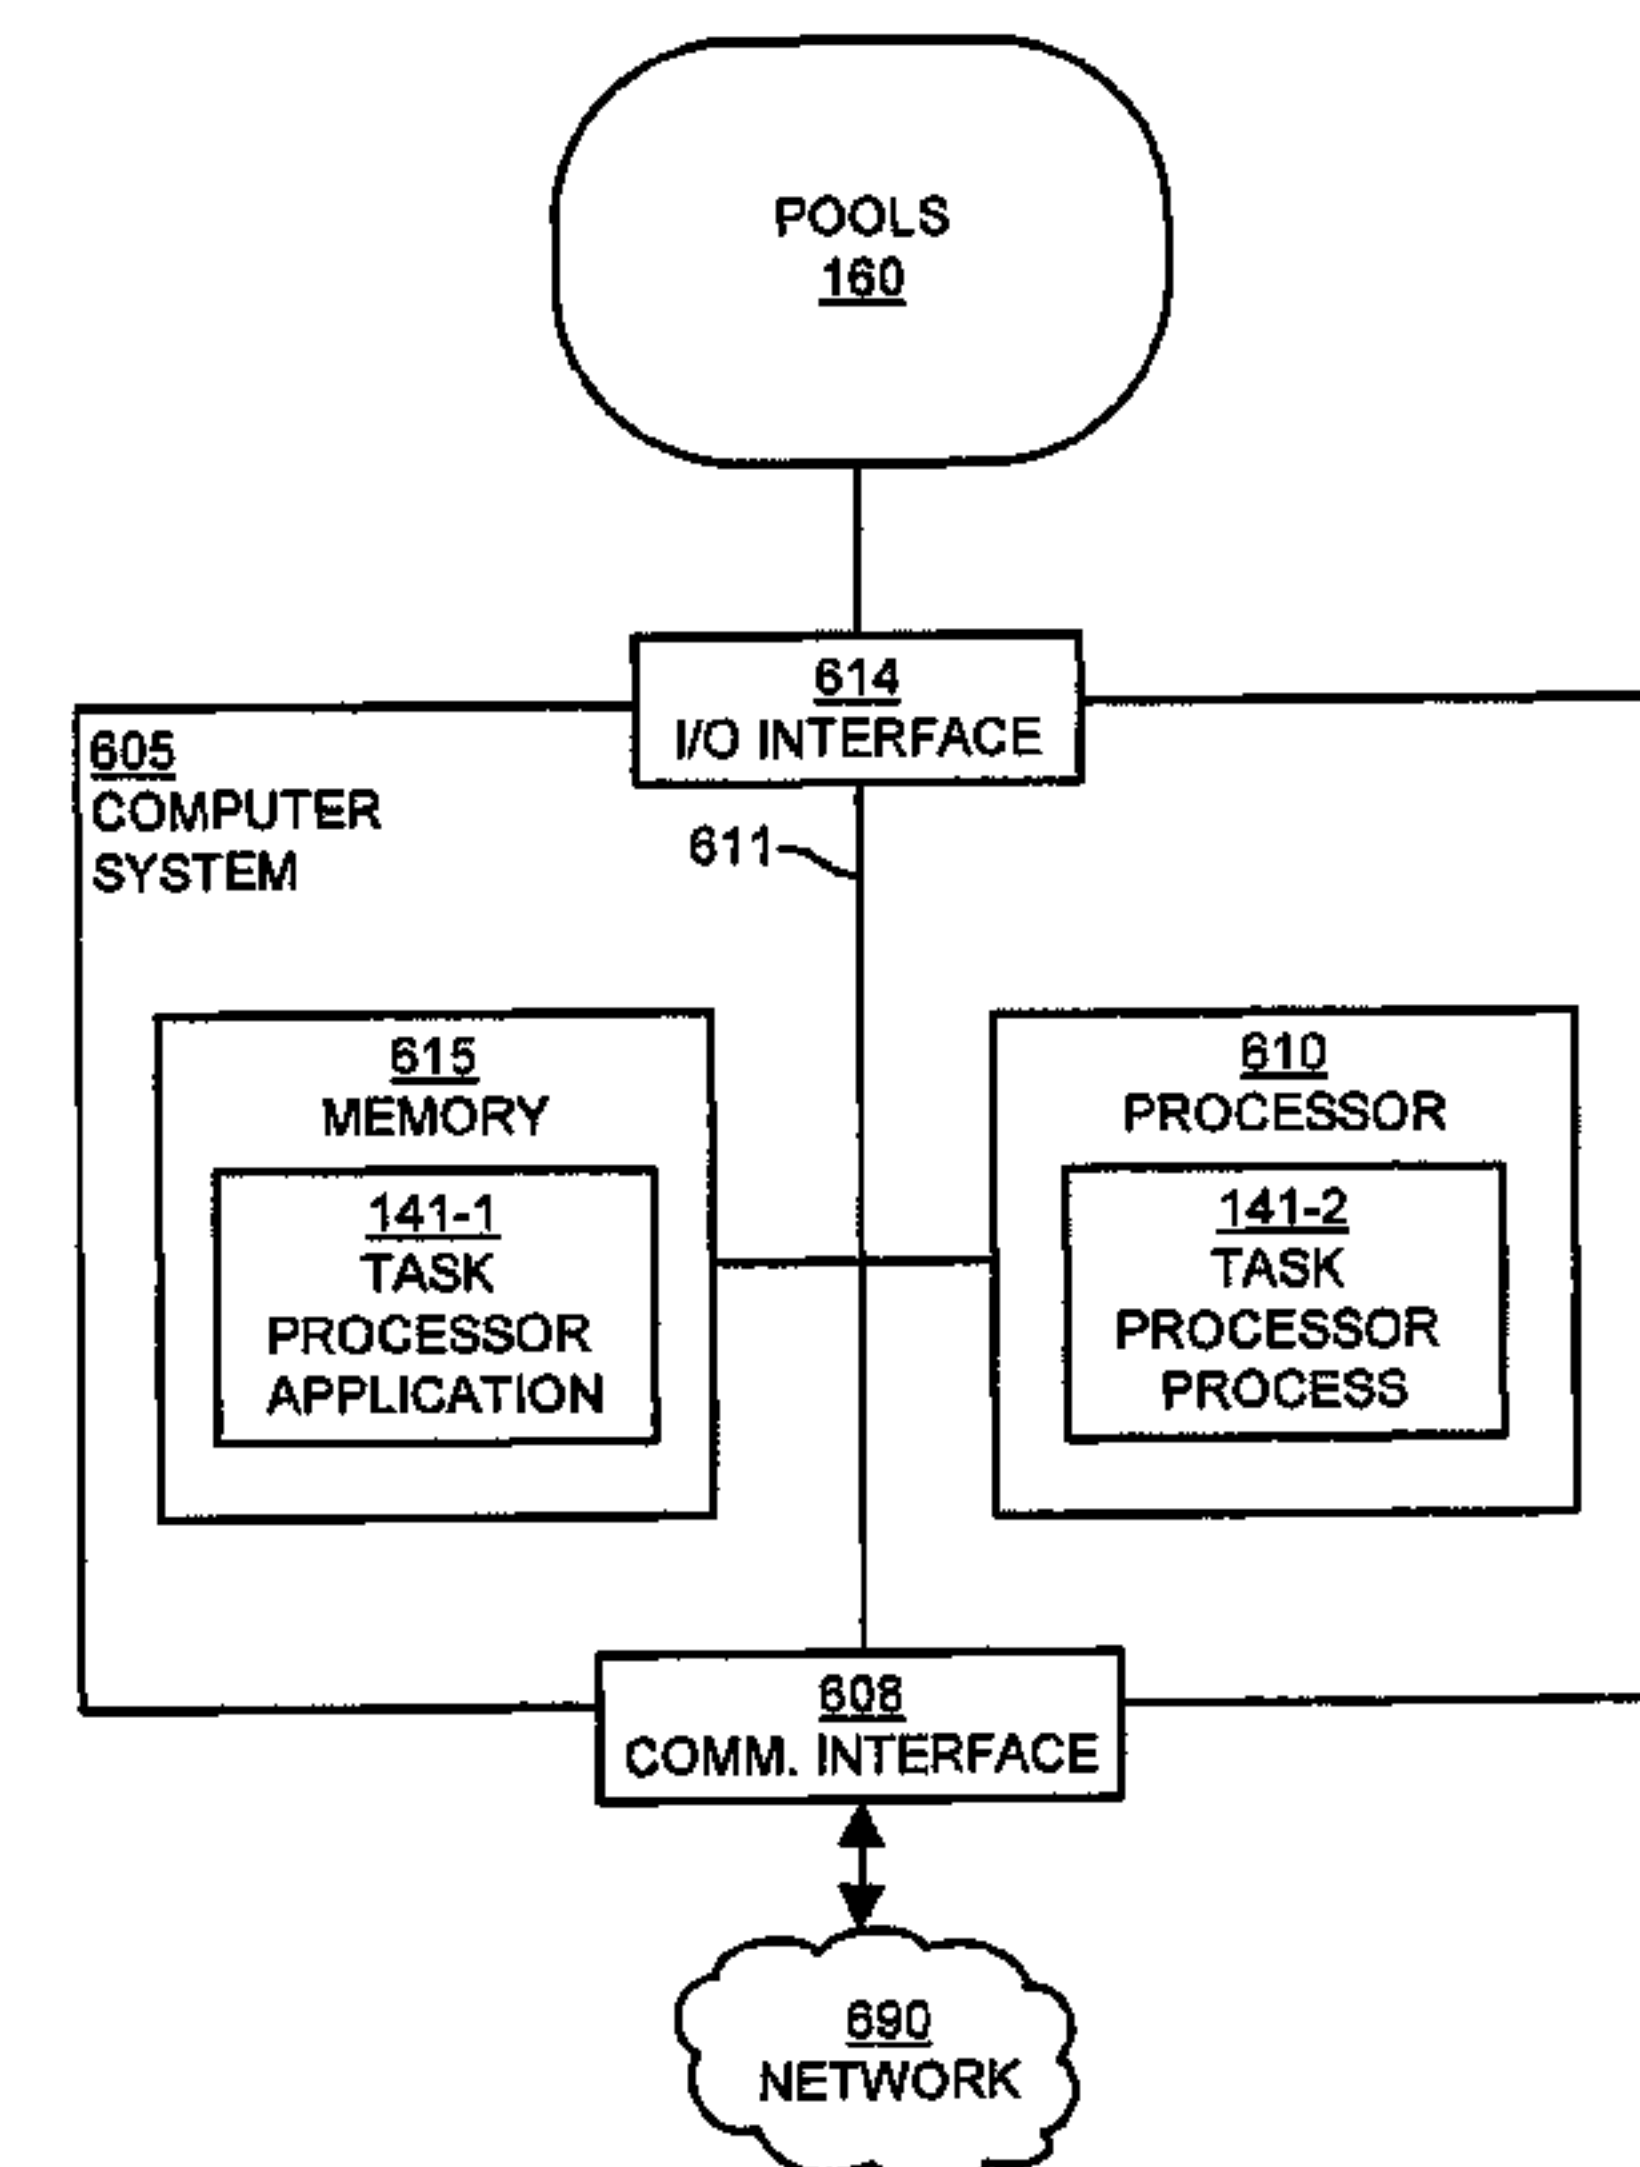 POOLS
160
614
I/O INTERFACE
605
COMPUTER
SYSTEM
611
615
MEMORY
141-1
TASK
PROCESSOR
APPLICATION
610
PROCESSOR
141-2
TASK
PROCESSOR
PROCESS
608
COMM. INTERFACE
690
NETWORK